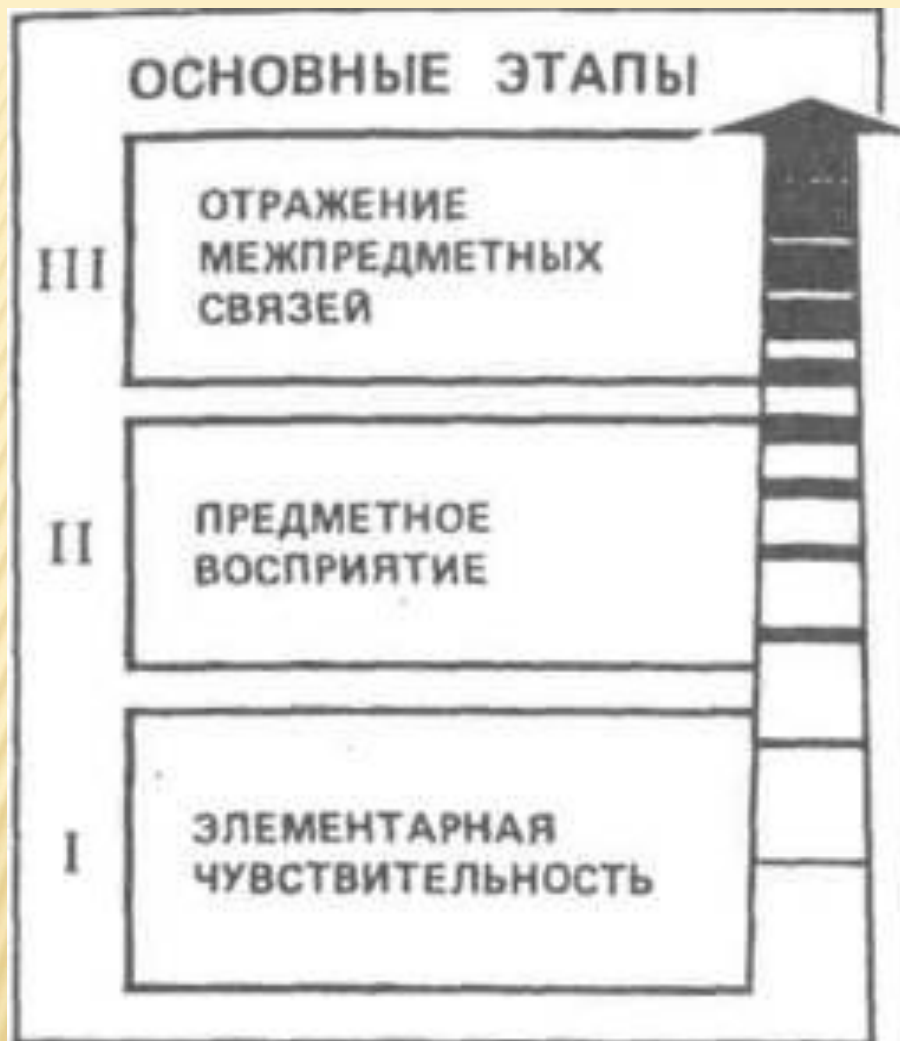 ОСНОВНЫЕ ЭТАПЫ
III
ОТРАЖЕНИЕ
МЕЖПРЕДМЕТНЫХ
СВЯЗЕЙ
II
ПРЕДМЕТНОЕ
ВОСПРИЯТИЕ
I
ЭЛЕМЕНТАРНАЯ
ЧУВСТВИТЕЛЬНОСТЬ